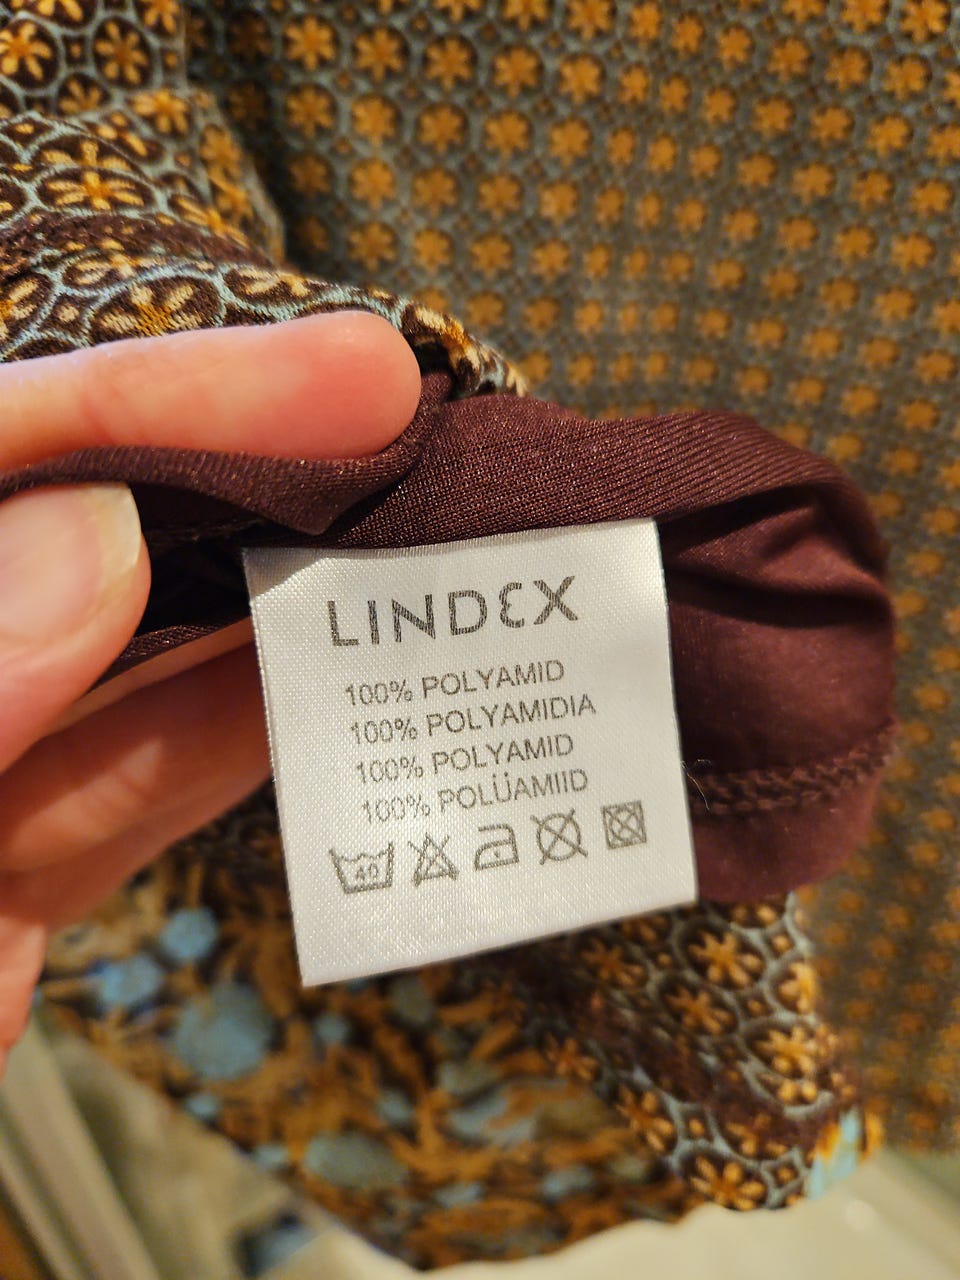 LINDEX
100% POLYAMID
100% POLYAMIDIA
100% POLYAMID
100% POLÜAMIID
40